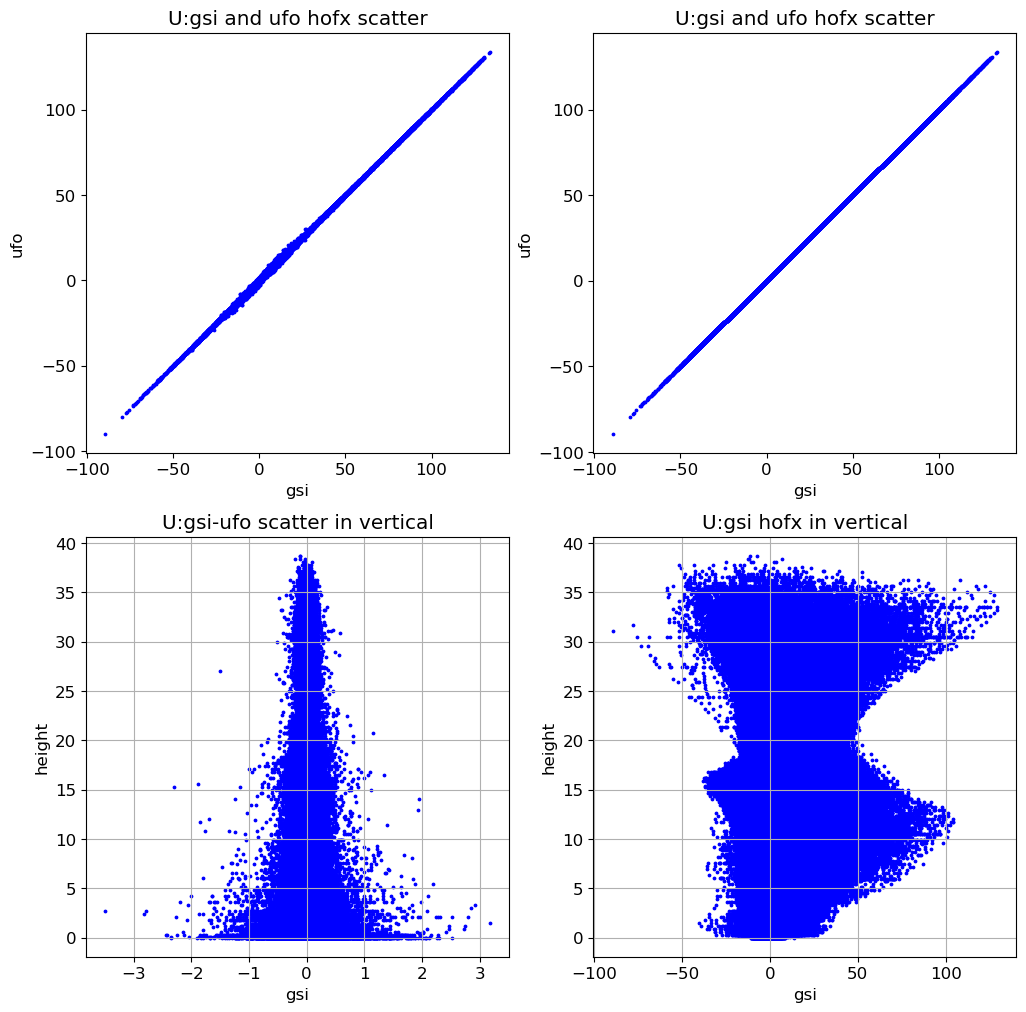 U:gsi and ufo hofx scatter
ufo
100
50
0
−50
−100
−100 −50 0 50 100
gsi
U:gsi and ufo hofx scatter
ufo
100
50
0
−50
−100
−100 −50 0 50 100
gsi
U:gsi-ufo scatter in vertical
height
40
35
30
25
20
15
10
5
0
−3 −2 −1 0 1 2 3
gsi
U:gsi hofx in vertical
height
40
35
30
25
20
15
10
5
0
−100 −50 0 50 100
gsi